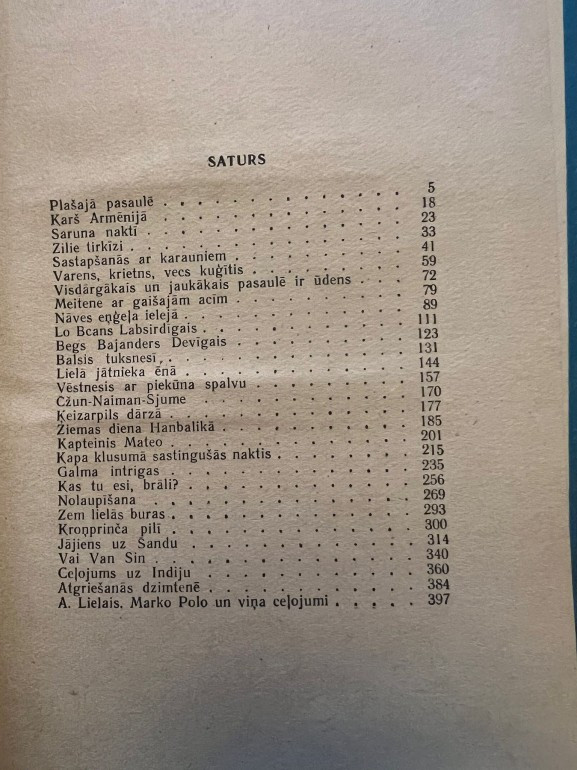 SATURS
Plašajā pasaulē . . . . . . . . . . . . 5
Karš Armēnijā . . . . . . . . . . . . 18
Saruna naktī . . . . . . . . . . . . 23
Zilie tirkīzi . . . . . . . . . . . . 33
Sastapšanās ar karauniem . . . . . . . . 41
Varens, krietns, vecs kuģītis . . . . . . . 59
Visdārgākais un jaukākais pasaulē ir ūdens . . . . 72
Meitene ar gaišajām acīm . . . . . . . . 79
Nāves eņģeļa ielejā . . . . . . . . . . 89
Lo Bcans Labsirdīgais . . . . . . . . . 111
Begs Bajanders Devīgais . . . . . . . . 123
Balsis tuksnesī . . . . . . . . . . . 131
Lielā jātnieka ēnā . . . . . . . . . . 144
Vēstnesis ar piekūna spalvu . . . . . . . 157
Cžun-Naiman-Sjume . . . . . . . . . 170
Ķeizarpils dārzā . . . . . . . . . . . 177
Žiemas diena Hanbalikā . . . . . . . . 185
Kapteinis Mateo . . . . . . . . . . . 201
Kapa klusumā sastingušās naktis . . . . . . 215
Galma intrigas . . . . . . . . . . . 235
Kas tu esi, brāli? . . . . . . . . . . 256
Nolaupīšana . . . . . . . . . . . . 269
Zem lielās buras . . . . . . . . . . . 293
Kroņprinča pilī . . . . . . . . . . . 300
Jājiens uz Šandu . . . . . . . . . . 314
Vai Van Sin . . . . . . . . . . . . 340
Ceļojums uz Indiju . . . . . . . . . . 360
Atgriešanās dzimtenē . . . . . . . . . 384
A. Lielais. Marko Polo un viņa ceļojumi . . . . . 397